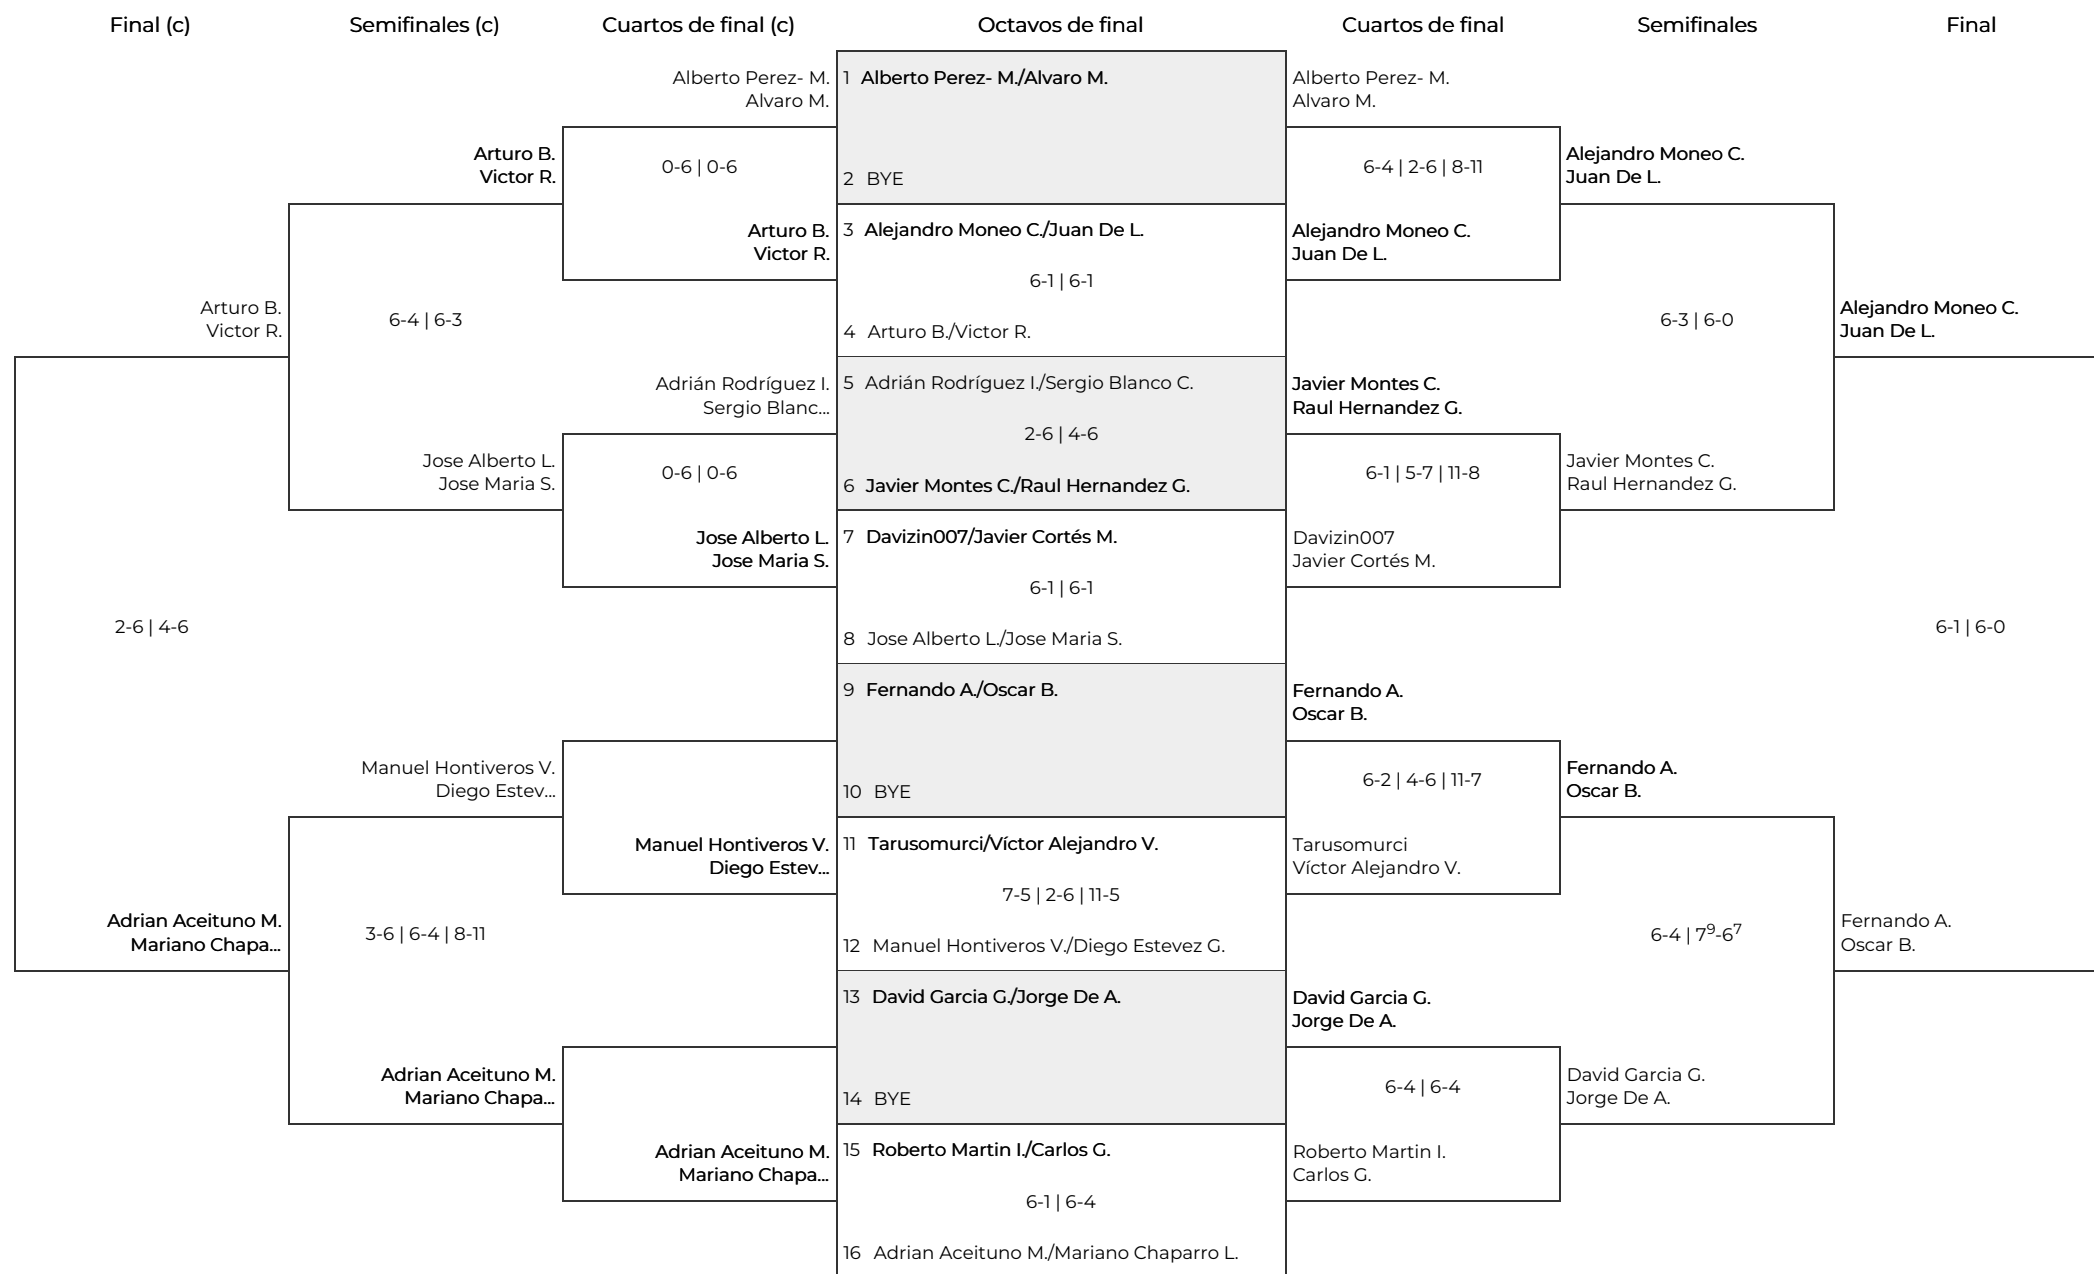 Final (c)
Semifinales (c)
Cuartos de final (c)
Octavos de final
Cuartos de final
Semifinales
Final
Arturo B.
Victor R.
2-6 | 4-6
Adrian Aceituno M.
Mariano Chapa...
Arturo B.
Victor R.
6-4 | 6-3
Jose Alberto L.
Jose Maria S.
Manuel Hontiveros V.
Diego Estev...
3-6 | 6-4 | 8-11
Adrian Aceituno M.
Mariano Chapa...
Alberto Perez- M.
Alvaro M.
0-6 | 0-6
Arturo B.
Victor R.
Adrián Rodríguez I.
Sergio Blanc...
0-6 | 0-6
Jose Alberto L.
Jose Maria S.
Manuel Hontiveros V.
Diego Estev...
Adrian Aceituno M.
Mariano Chapa...
1 Alberto Perez- M./Alvaro M.
2 BYE
3 Alejandro Moneo C./Juan De L.
6-1 | 6-1
4 Arturo B./Victor R.
5 Adrián Rodríguez I./Sergio Blanco C.
2-6 | 4-6
6 Javier Montes C./Raul Hernandez G.
7 Davizin007/Javier Cortés M.
6-1 | 6-1
8 Jose Alberto L./Jose Maria S.
9 Fernando A./Oscar B.
10 BYE
11 Tarusomurci/Víctor Alejandro V.
7-5 | 2-6 | 11-5
12 Manuel Hontiveros V./Diego Estevez G.
13 David Garcia G./Jorge De A.
14 BYE
15 Roberto Martin I./Carlos G.
6-1 | 6-4
16 Adrian Aceituno M./Mariano Chaparro L.
Alberto Perez- M.
Alvaro M.
6-4 | 2-6 | 8-11
Alejandro Moneo C.
Juan De L.
Javier Montes C.
Raul Hernandez G.
6-1 | 5-7 | 11-8
Davizin007
Javier Cortés M.
Fernando A.
Oscar B.
6-2 | 4-6 | 11-7
Tarusomurci
Víctor Alejandro V.
David Garcia G.
Jorge De A.
6-4 | 6-4
Roberto Martin I.
Carlos G.
Alejandro Moneo C.
Juan De L.
6-3 | 6-0
Javier Montes C.
Raul Hernandez G.
Fernando A.
Oscar B.
6-4 | 7⁹-6⁷
David Garcia G.
Jorge De A.
Alejandro Moneo C.
Juan De L.
6-1 | 6-0
Fernando A.
Oscar B.